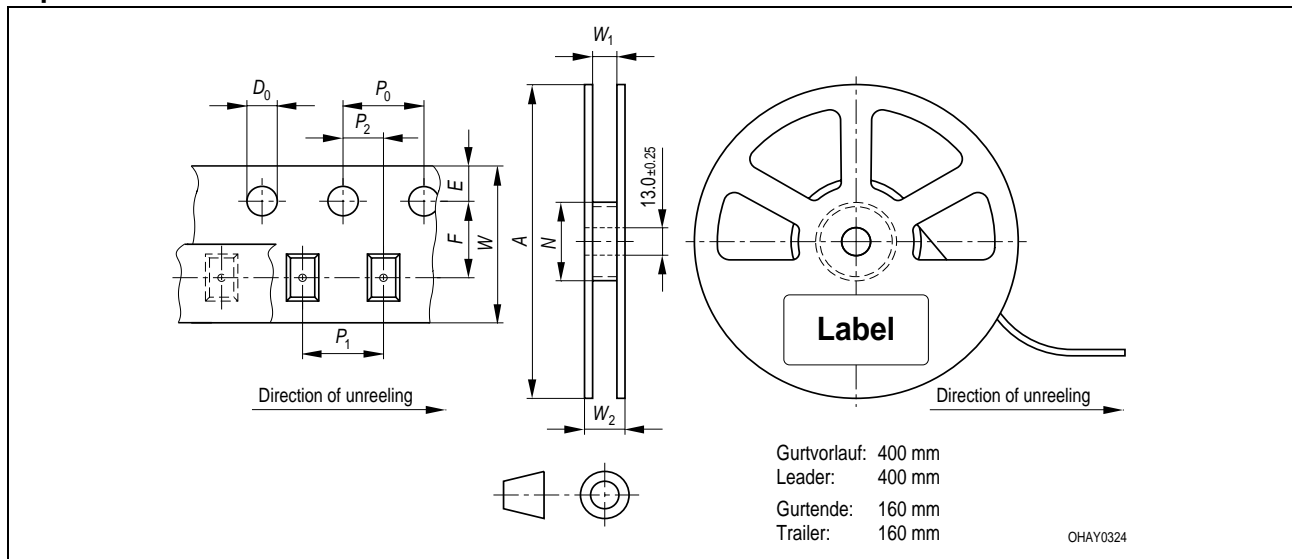 W1
D0
P0
P2
E
F
W
A
N
13.0±0.25
P1
W2
Label
Direction of unreeling
Direction of unreeling
Gurtvorlauf: 400 mm
Leader: 400 mm
Gurtende: 160 mm
Trailer: 160 mm
OHAY0324